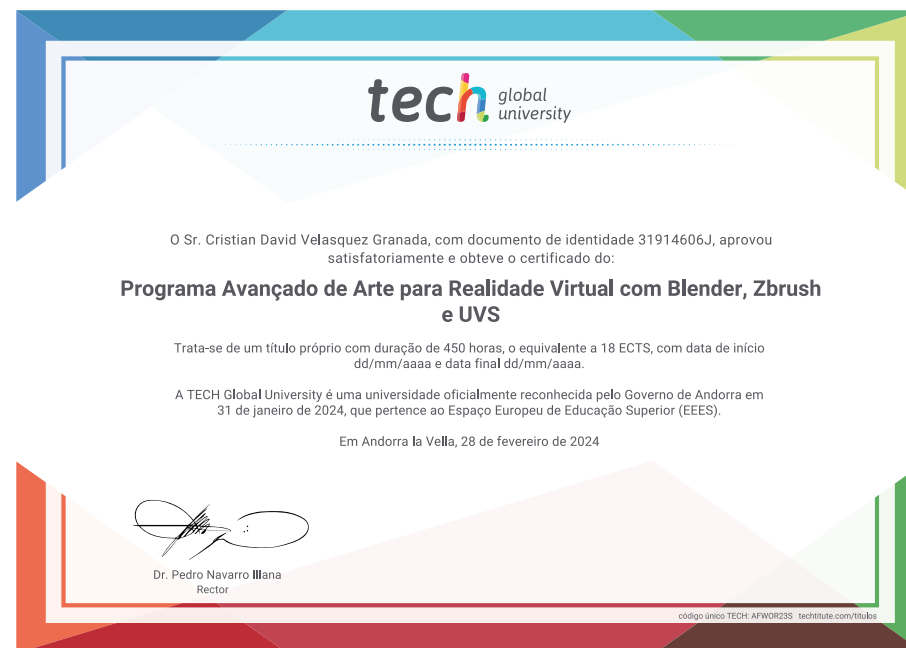 tech global
university
O Sr. Cristian David Velasquez Granada, com documento de identidade 31914606J, aprovou
satisfatoriamente e obteve o certificado do:
Programa Avançado de Arte para Realidade Virtual com Blender, Zbrush
e UVS
Trata-se de um título próprio com duração de 450 horas, o equivalente a 18 ECTS, com data de início
dd/mm/aaaa e data final dd/mm/aaaa.
A TECH Global University é uma universidade oficialmente reconhecida pelo Governo de Andorra em
31 de janeiro de 2024, que pertence ao Espaço Europeu de Educação Superior (EEES).
Em Andorra la Vella, 28 de fevereiro de 2024
Dr. Pedro Navarro Illana
Rector
código único TECH: AFWOR23S techtitute.com/titulos